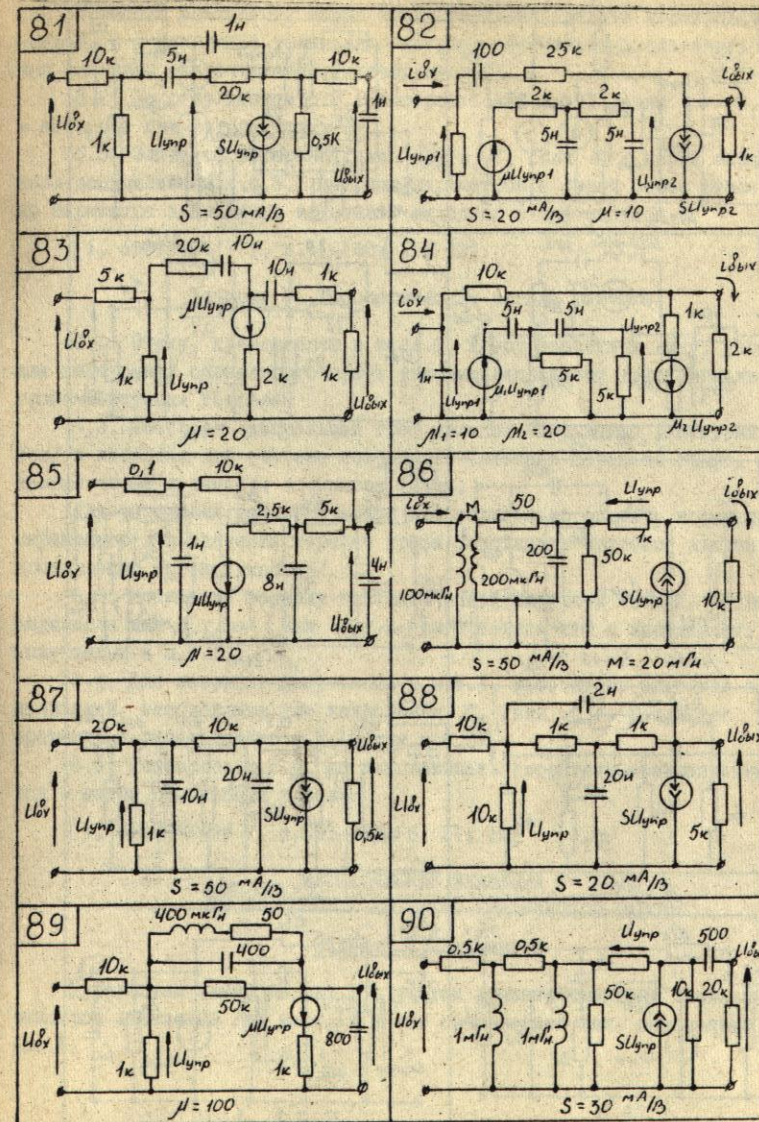 81
1н
10к
5н
20к
10к
Uвх
1к
Uупр
SUупр
0,5К
Uвых
1н
S = 50 мА/В
82
100
25к
iвх
iвых
2к
2к
Uупр1
μUупр1
5н
5н
Uупр2
1к
S = 20 мА/В
μ = 10
SUупр2
83
20к
10н
5к
10н
1к
μUупр
Uвх
1к
Uупр
2к
1к
Uвых
μ = 20
84
10к
iвх
iвых
5н
5н
Uупр2
1к
1н
Uупр1
μ1Uупр1
5к
5к
2к
μ1 = 10
μ2 = 20
μ2Uупр2
85
0,1
10к
2,5к
5к
Uвх
Uупр
1н
μUупр
8н
Uвых
4н
μ = 20
86
Uупр
iвх
M
50
1к
iвых
200
50к
100мкГн
200мкГн
SUупр
10к
S = 50 мА/В
M = 20 мГн
87
20к
10к
Uвых
20н
10н
Uвх
Uупр
1к
SUупр
0,5к
S = 50 мА/В
88
2н
10к
1к
1к
Uвых
20н
Uвх
10к
Uупр
SUупр
5к
S = 20 мА/В
89
400мкГн
50
400
10к
50к
Uвых
μUупр
Uвх
1к
Uупр
1к
800
μ = 100
90
Uупр
0,5к
0,5к
500
Uвых
50к
10к
20к
Uвх
1мГн
1мГн
SUупр
S = 30 мА/В